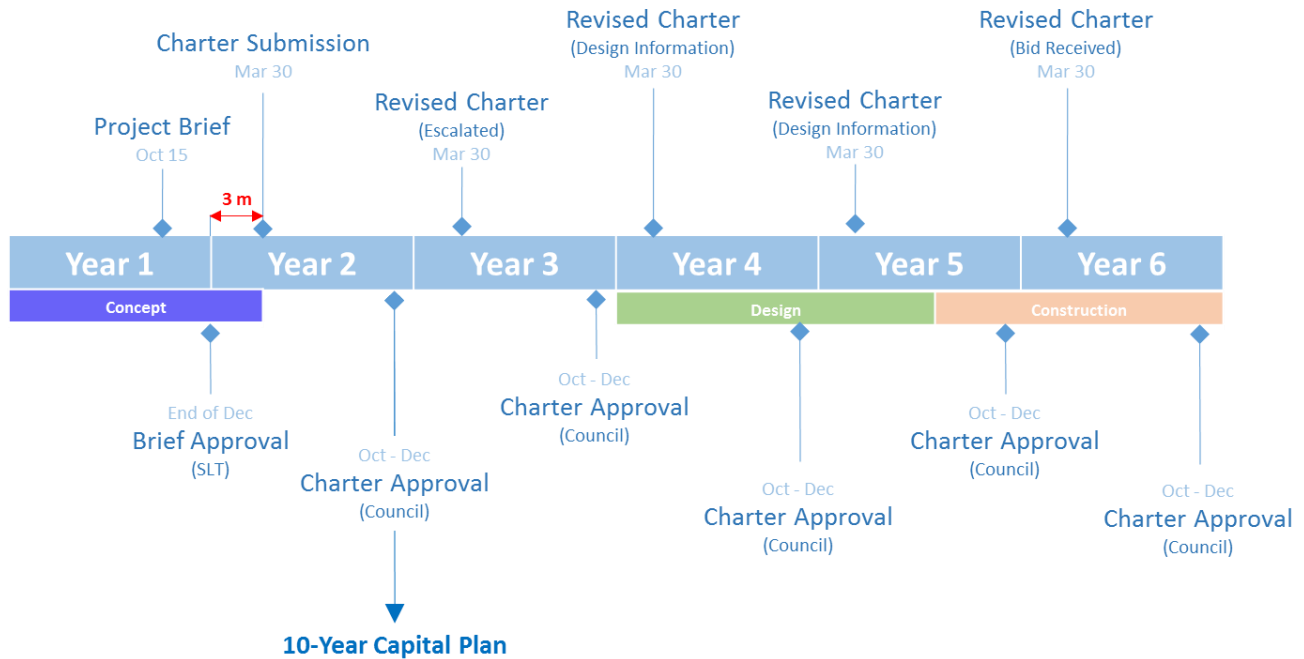 Charter Submission
Mar 30
Revised Charter
(Design Information)
Mar 30
Revised Charter
(Bid Received)
Mar 30
Project Brief
Oct 15
Revised Charter
(Escalated)
Mar 30
Revised Charter
(Design Information)
Mar 30
3 m
Year 1
Year 2
Year 3
Year 4
Year 5
Year 6
Concept
Design
Construction
End of Dec
Brief Approval
(SLT)
Oct - Dec
Charter Approval
(Council)
10-Year Capital Plan
Oct - Dec
Charter Approval
(Council)
Oct - Dec
Charter Approval
(Council)
Oct - Dec
Charter Approval
(Council)
Oct - Dec
Charter Approval
(Council)